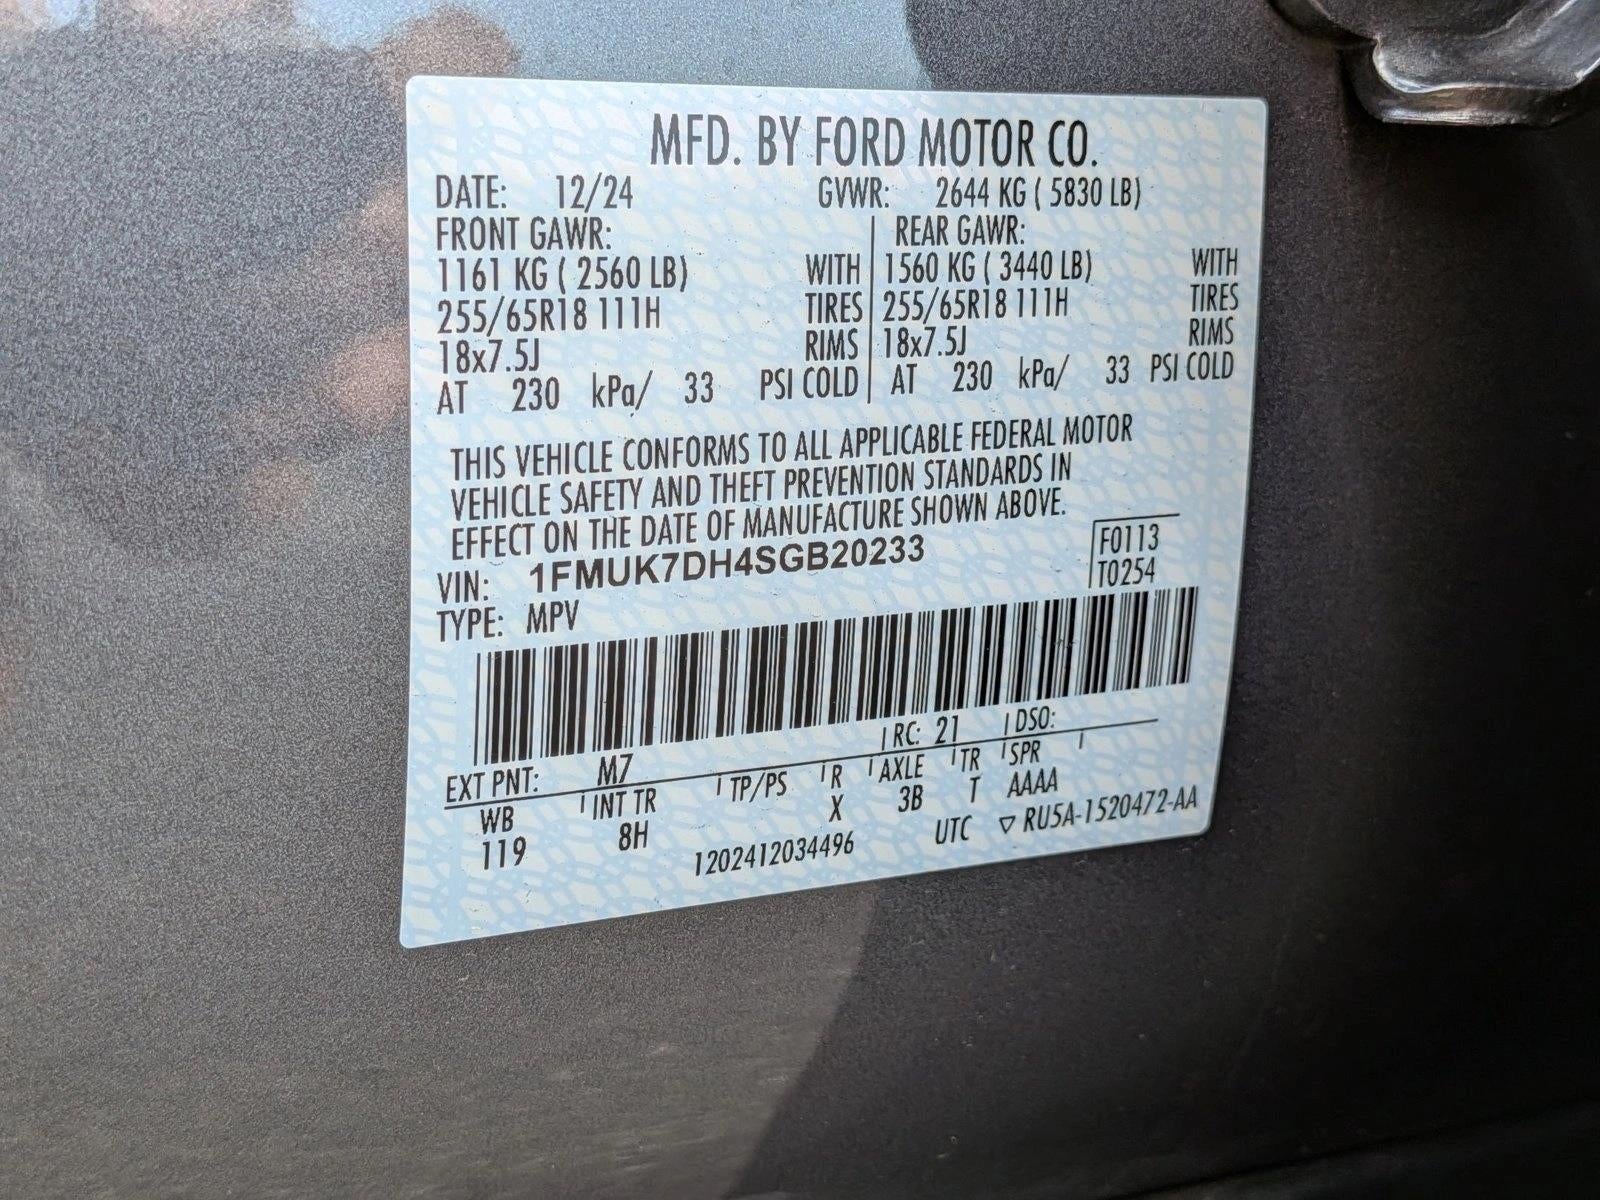 MFD. BY FORD MOTOR CO.
DATE: 12/24 GVWR: 2644 KG ( 5830 LB)
FRONT GAWR: REAR GAWR:
1161 KG ( 2560 LB) WITH 1560 KG ( 3440 LB) WITH
255/65R18 111H TIRES 255/65R18 111H TIRES
18x7.5J RIMS 18x7.5J RIMS
AT 230 kPa/ 33 PSI COLD AT 230 kPa/ 33 PSI COLD
THIS VEHICLE CONFORMS TO ALL APPLICABLE FEDERAL MOTOR
VEHICLE SAFETY AND THEFT PREVENTION STANDARDS IN
EFFECT ON THE DATE OF MANUFACTURE SHOWN ABOVE.
VIN: 1FMUK7DH4SGB20233 F0113
TYPE: MPV T0254
EXT PNT: M7 RC: 21 DSO:
WB INT TR TP/PS R AXLE TR SPR
119 8H X 3B T AAAA
1202412034496 UTC ▽ RU5A-1520472-AA